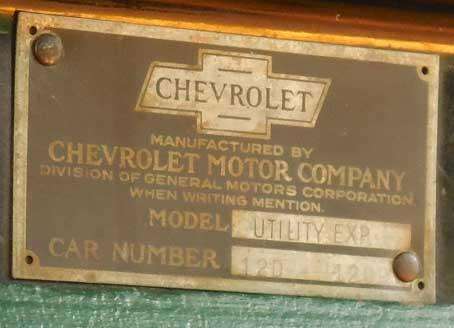 CHEVROLET
MANUFACTURED BY
CHEVROLET MOTOR COMPANY
DIVISION OF GENERAL MOTORS CORPORATION
WHEN WRITING MENTION.
MODEL UTILITY EXP.
CAR NUMBER 12D